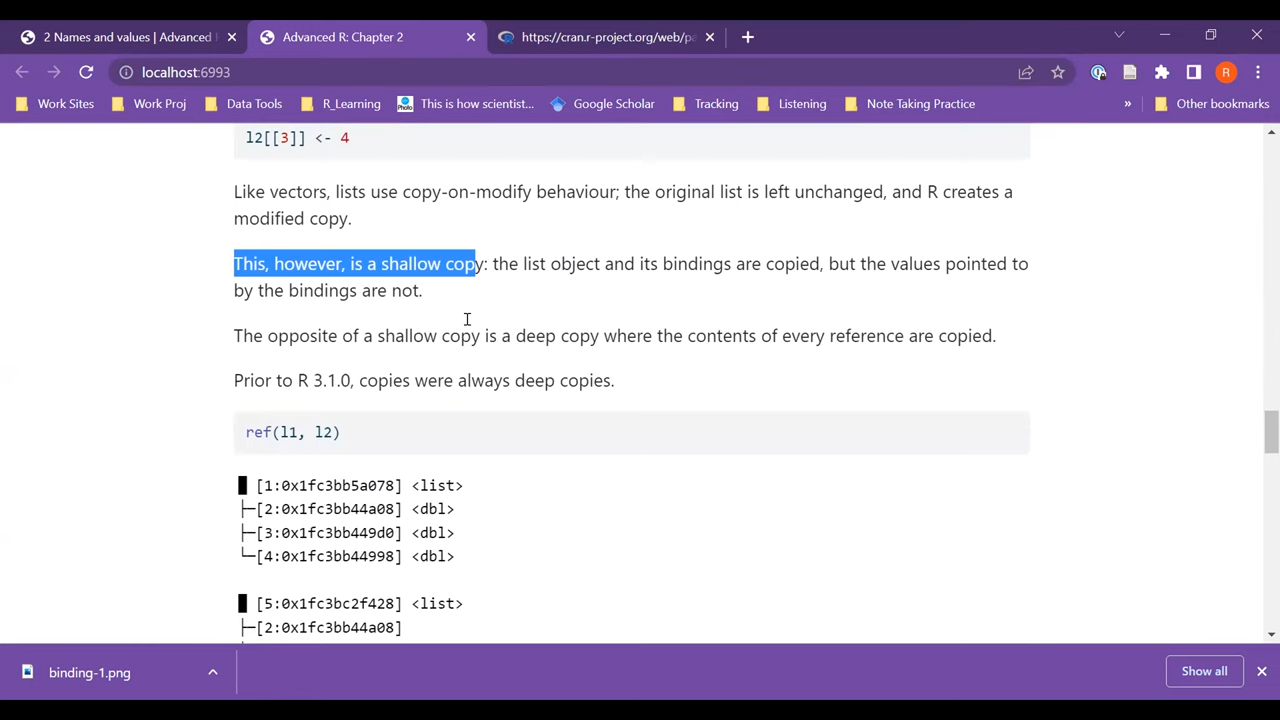 2 Names and values | Advanced
Advanced R: Chapter 2
https://cran.r-project.org/web/pa
localhost:6993
R
Work Sites
Work Proj
Data Tools
R_Learning
Photo
This is how scientist...
Google Scholar
Tracking
Listening
Note Taking Practice
»
Other bookmarks
l2[[3]] <- 4
Like vectors, lists use copy-on-modify behaviour; the original list is left unchanged, and R creates a
modified copy.
This, however, is a shallow copy: the list object and its bindings are copied, but the values pointed to
by the bindings are not.
The opposite of a shallow copy is a deep copy where the contents of every reference are copied.
Prior to R 3.1.0, copies were always deep copies.
ref(l1, l2)
█ [1:0x1fc3bb5a078] <list>
├─[2:0x1fc3bb44a08] <dbl>
├─[3:0x1fc3bb449d0] <dbl>
└─[4:0x1fc3bb44998] <dbl>
█ [5:0x1fc3bc2f428] <list>
├─[2:0x1fc3bb44a08]
binding-1.png
Show all